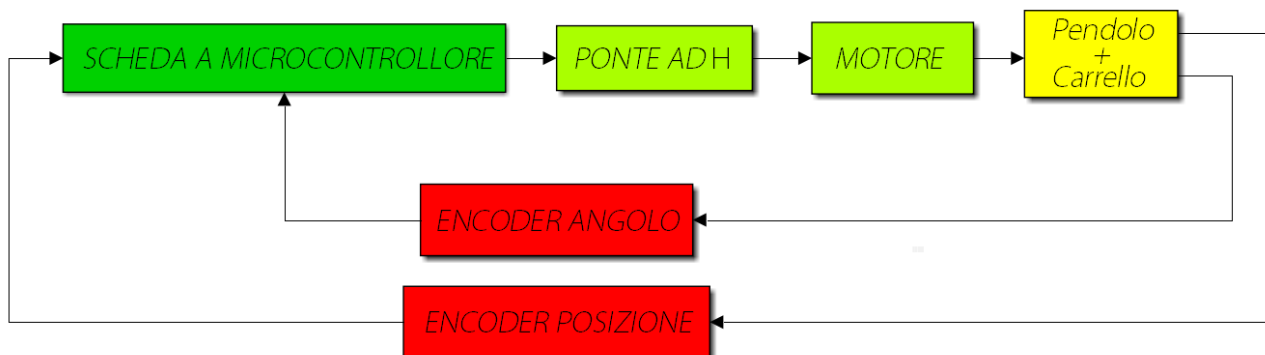 SCHEDA A MICROCONTROLLORE
PONTE AD H
MOTORE
Pendolo
+
Carrello
ENCODER ANGOLO
ENCODER POSIZIONE